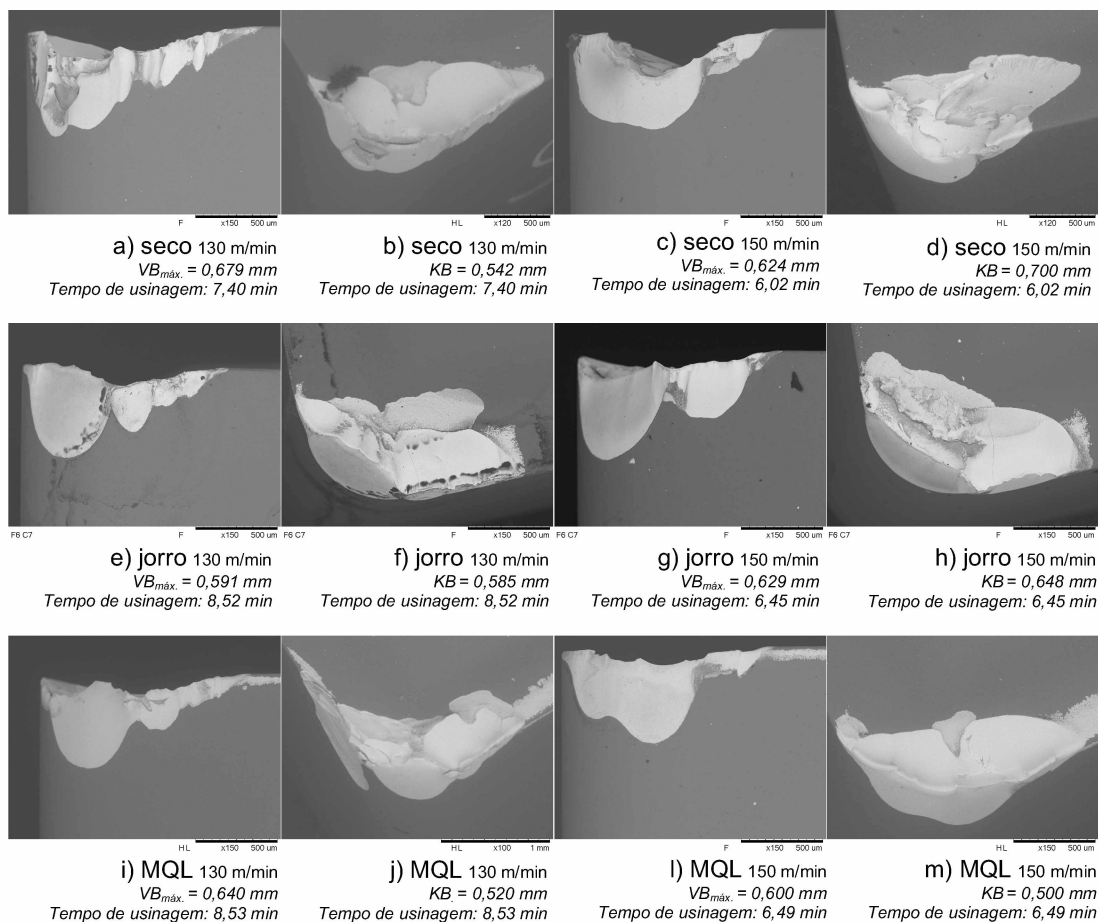 F x150 500 um
HL x120 500 um
F x150 500 um
HL x120 500 um
a) seco 130 m/min
VBmáx. = 0,679 mm
Tempo de usinagem: 7,40 min
b) seco 130 m/min
KB = 0,542 mm
Tempo de usinagem: 7,40 min
c) seco 150 m/min
VBmáx. = 0,624 mm
Tempo de usinagem: 6,02 min
d) seco 150 m/min
KB = 0,700 mm
Tempo de usinagem: 6,02 min
F6 C7 F x150 500 um
F6 C7 F x150 500 um
F x150 500 um
F6 C7 F x150 500 um
e) jorro 130 m/min
VBmáx. = 0,591 mm
Tempo de usinagem: 8,52 min
f) jorro 130 m/min
KB = 0,585 mm
Tempo de usinagem: 8,52 min
g) jorro 150 m/min
VBmáx. = 0,629 mm
Tempo de usinagem: 6,45 min
h) jorro 150 m/min
KB = 0,648 mm
Tempo de usinagem: 6,45 min
HL x150 500 um
HL x100 1 mm
F x150 500 um
HL x150 500 um
i) MQL 130 m/min
VBmáx. = 0,640 mm
Tempo de usinagem: 8,53 min
j) MQL 130 m/min
KB = 0,520 mm
Tempo de usinagem: 8,53 min
l) MQL 150 m/min
VBmáx. = 0,600 mm
Tempo de usinagem: 6,49 min
m) MQL 150 m/min
KB = 0,500 mm
Tempo de usinagem: 6,49 min